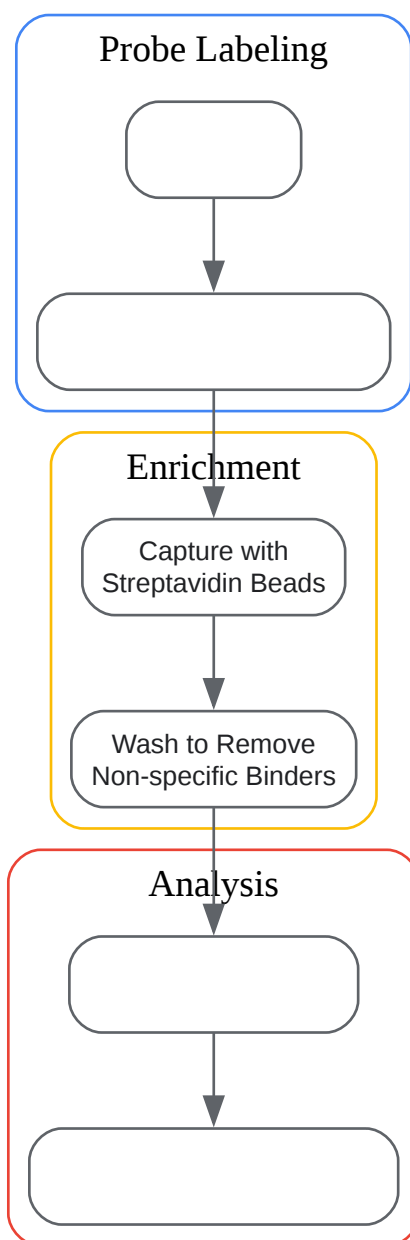 Probe Labeling
Enrichment
Capture with
Streptavidin Beads
Wash to Remove
Non-specific Binders
Analysis